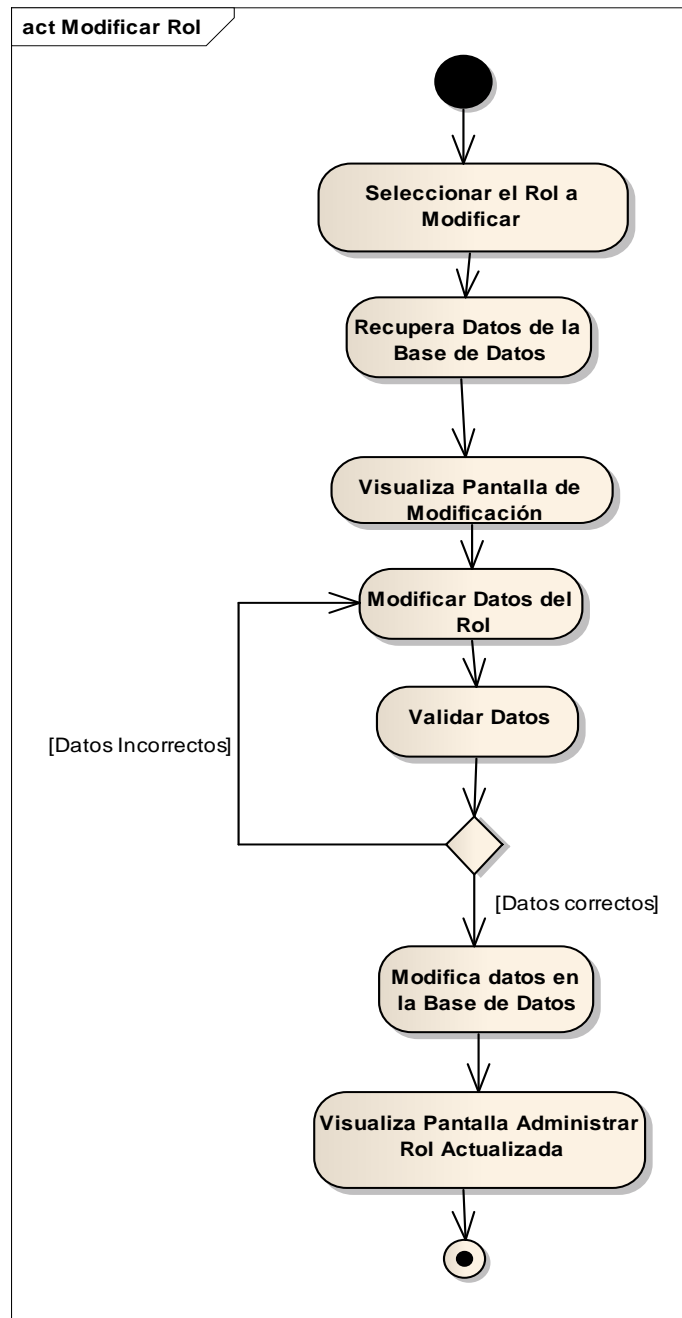 act Modificar Rol
Seleccionar el Rol a
Modificar
Recupera Datos de la
Base de Datos
Visualiza Pantalla de
Modificación
Modificar Datos del
Rol
Validar Datos
[Datos Incorrectos]
[Datos correctos]
Modifica datos en
la Base de Datos
Visualiza Pantalla Administrar
Rol Actualizada